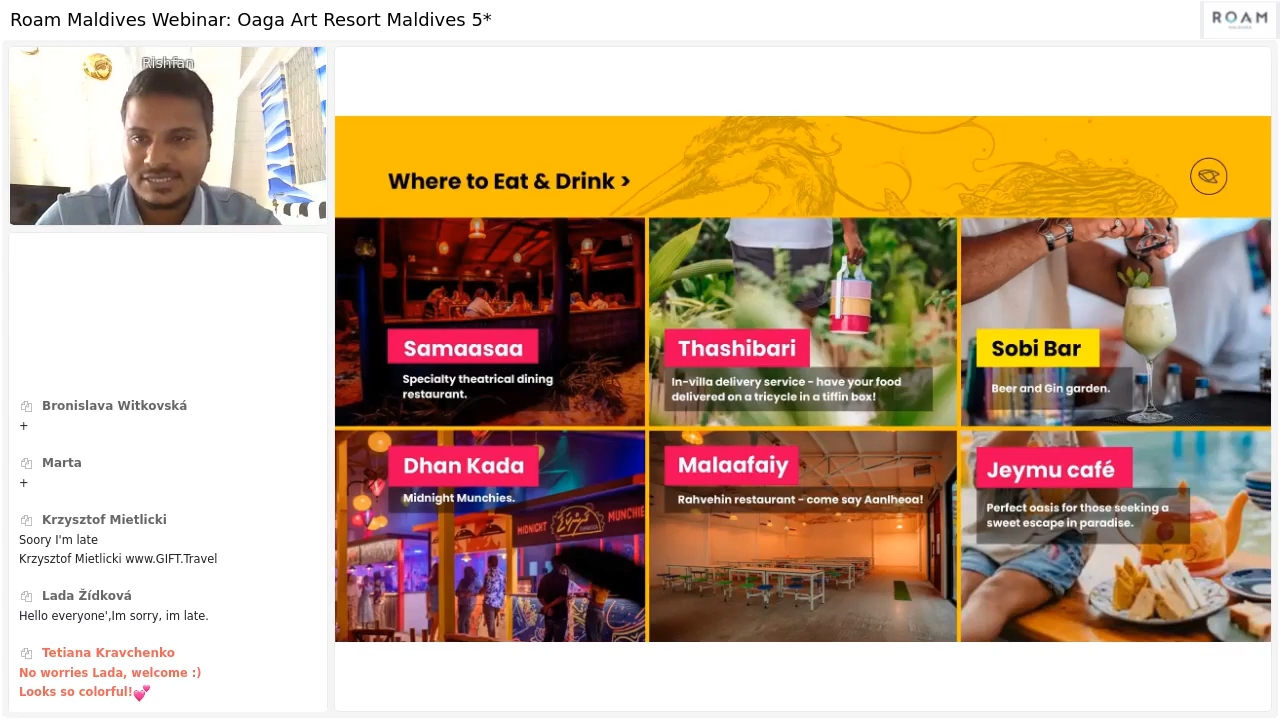 Roam Maldives Webinar: Oaga Art Resort Maldives 5*
ROAM
Rishfan
Bronislava Witkovská
+
Marta
+
Krzysztof Mietlicki
Soory I'm late
Krzysztof Mietlicki www.GIFT.Travel
Lada Žídková
Hello everyone',Im sorry, im late.
Tetiana Kravchenko
No worries Lada, welcome :)
Looks so colorful!💕
Where to Eat & Drink >
Samaasaa
Specialty theatrical dining
restaurant.
Thashibari
In-villa delivery service - have your food
delivered on a tricycle in a tiffin box!
Sobi Bar
Beer and Gin garden.
Dhan Kada
Midnight Munchies.
MIDNIGHT
MUNCHIE
Malaafaiy
Rahvehin restaurant - come say Aanlheoa!
Jeymu café
Perfect oasis for those seeking a
sweet escape in paradise.